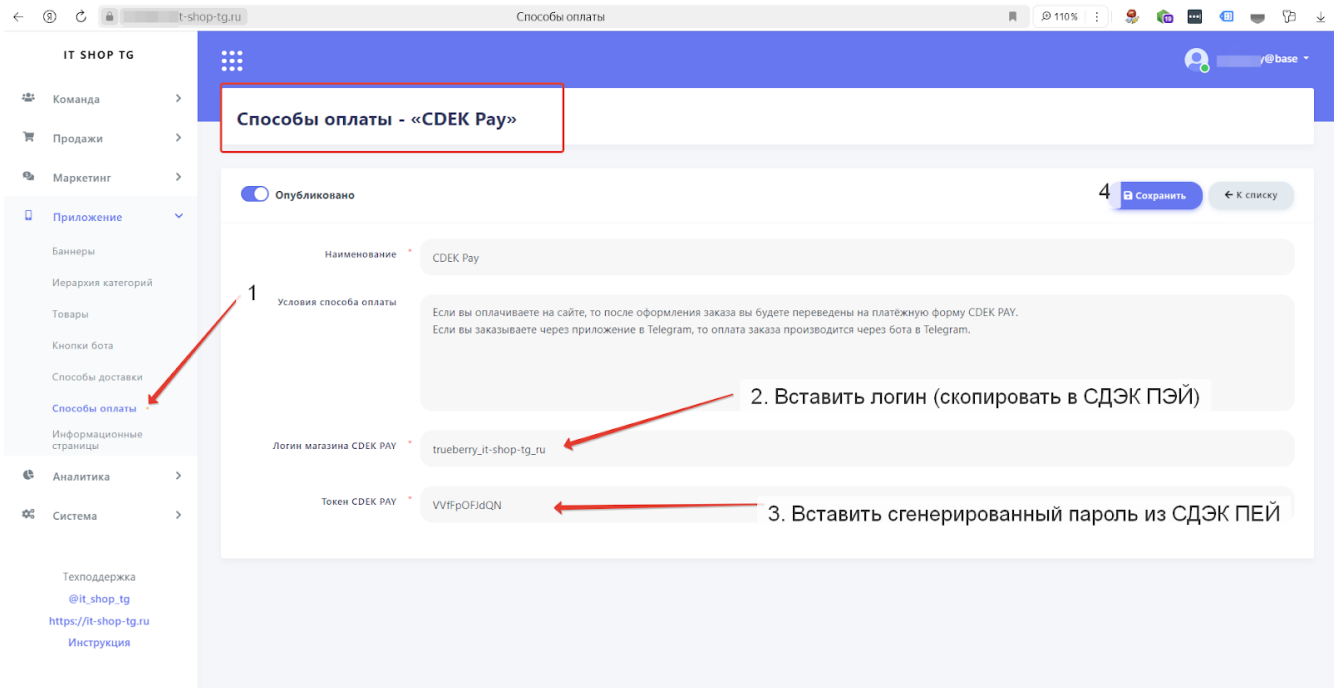 t-shop-tg.ru
Способы оплаты
110%
IT SHOP TG
y@base
Команда
Продажи
Маркетинг
Приложение
Баннеры
Иерархия категорий
Товары
Кнопки бота
Способы доставки
Способы оплаты
Информационные
страницы
Аналитика
Система
Техподдержка
@it_shop_tg
https://it-shop-tg.ru
Инструкция
Способы оплаты - «CDEK Pay»
Опубликовано
4
Сохранить
К списку
Наименование *
CDEK Pay
1
Условия способа оплаты
Если вы оплачиваете на сайте, то после оформления заказа вы будете переведены на платёжную форму CDEK PAY.
Если вы заказываете через приложение в Telegram, то оплата заказа производится через бота в Telegram.
2. Вставить логин (скопировать в СДЭК ПЭЙ)
Логин магазина CDEK PAY *
trueberry_it-shop-tg_ru
Токен CDEK PAY *
VVfFpOFJdQN
3. Вставить сгенерированный пароль из СДЭК ПЕЙ